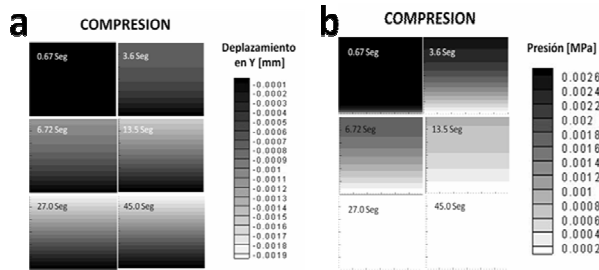 a
COMPRESION
0.67 Seg
3.6 Seg
6.72 Seg
13.5 Seg
27.0 Seg
45.0 Seg
Deplazamiento
en Y [mm]
-0.0001
-0.0002
-0.0003
-0.0004
-0.0005
-0.0006
-0.0007
-0.0008
-0.0009
-0.001
-0.0011
-0.0012
-0.0013
-0.0014
-0.0015
-0.0016
-0.0017
-0.0018
-0.0019
b
COMPRESION
0.67 Seg
3.6 Seg
6.72 Seg
13.5 Seg
27.0 Seg
45.0 Seg
Presión [MPa]
0.0026
0.0024
0.0022
0.002
0.0018
0.0016
0.0014
0.0012
0.001
0.0008
0.0006
0.0004
0.0002